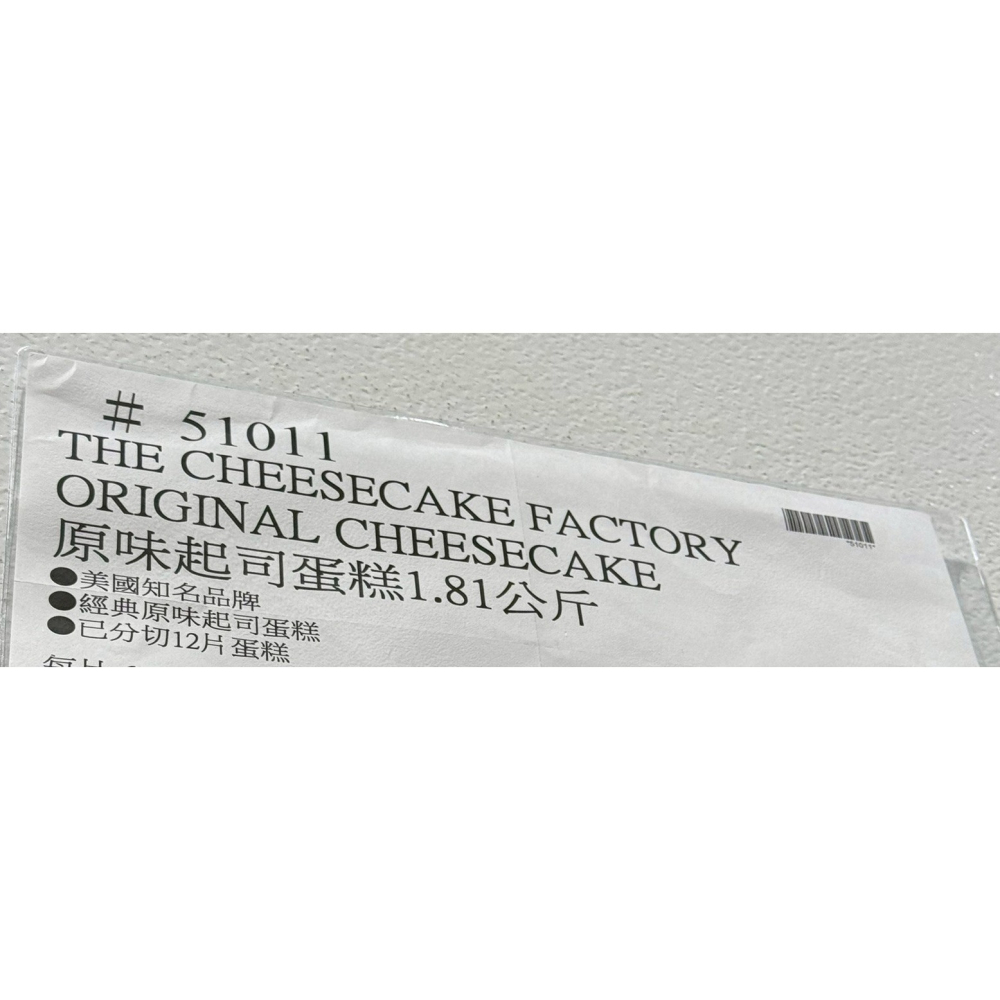 # 51011
THE CHEESECAKE FACTORY
ORIGINAL CHEESECAKE
原味起司蛋糕1.81公斤
●美國知名品牌
●經典原味起司蛋糕
●已分切12片蛋糕
*51011*